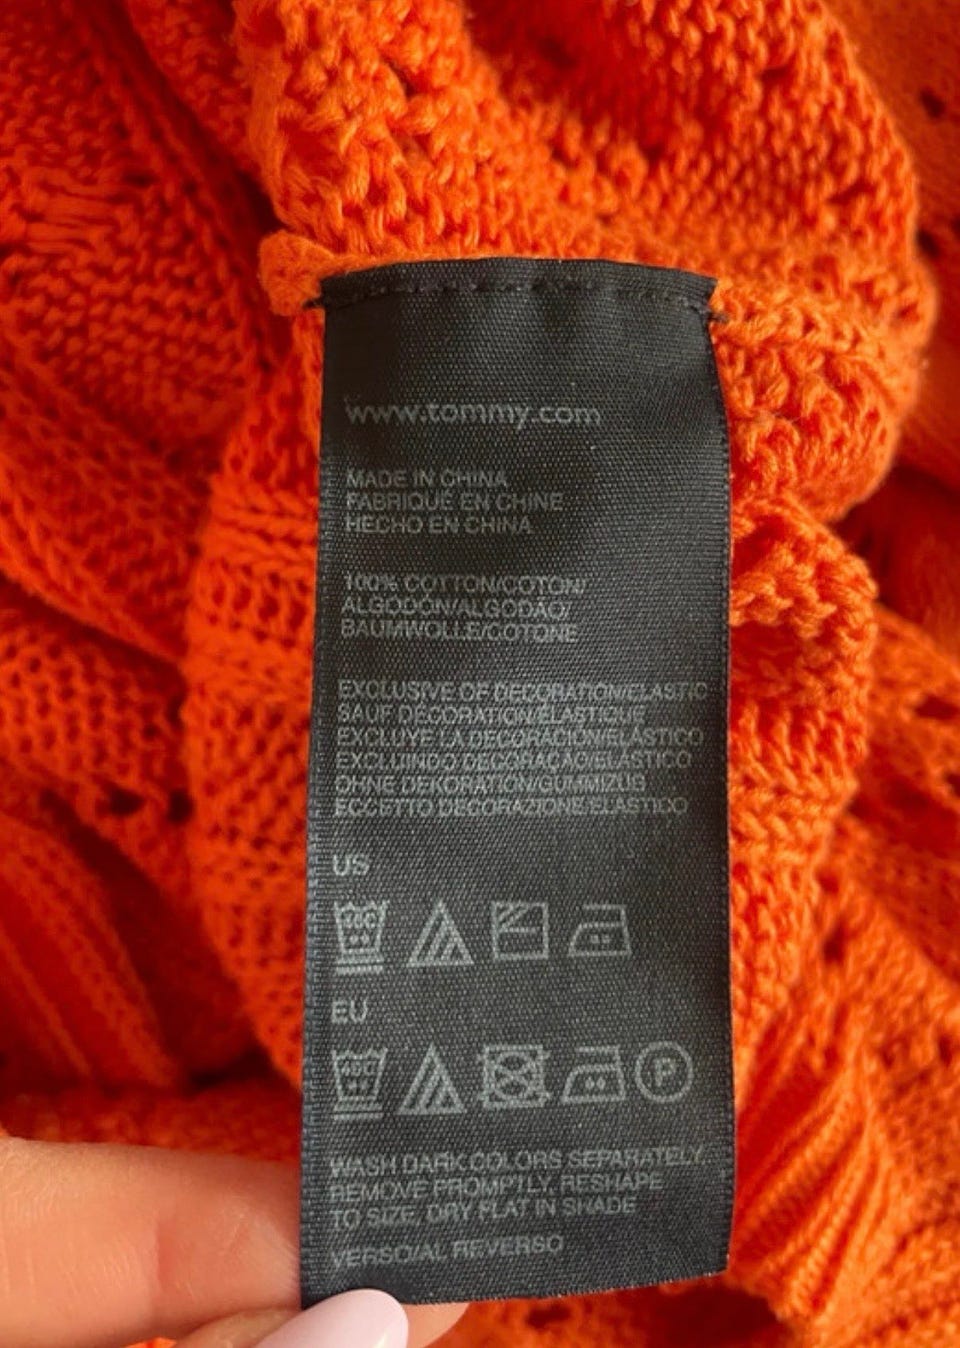 www.tommy.com
MADE IN CHINA
FABRIQUE EN CHINE
HECHO EN CHINA
100% COTTON/COTON/
ALGODÓN/ALGODÃO/
BAUMWOLLE/COTONE
EXCLUSIVE OF DECORATION/ELASTIC
SAUF DÉCORATION/ÉLASTIQUE
EXCLUYE LA DECORACIÓN/ELÁSTICO
EXCLUINDO DECORAÇÃO/ELÁSTICO
OHNE DEKORATION/GUMMIZUG
ECCETTO DECORAZIONE/ELASTICO
US
EU
P
WASH DARK COLORS SEPARATELY
REMOVE PROMPTLY, RESHAPE
TO SIZE, DRY FLAT IN SHADE
VERSO/AL REVERSO